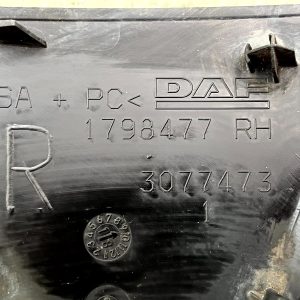 SA + PC< DAF
1798477 RH
R
3077473
1